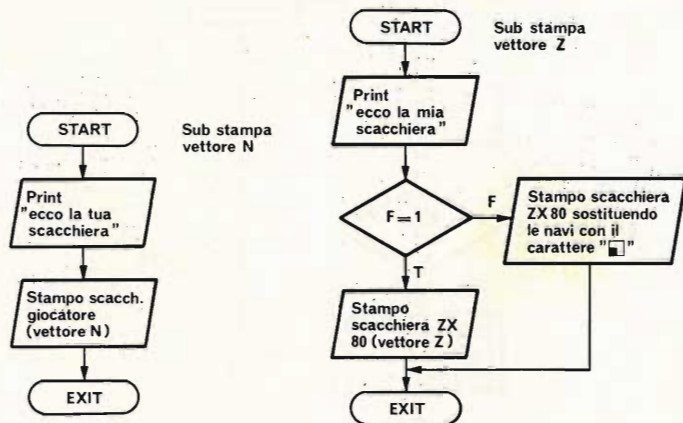 START
Sub stampa
vettore N
Print
"ecco la tua
scacchiera"
Stampo scacch.
giocatore
(vettore N)
EXIT
START
Sub stampa
vettore Z
Print
"ecco la mia
scacchiera"
F=1
F
T
Stampo scacchiera
ZX80 sostituendo
le navi con il
carattere "▖"
Stampo
scacchiera ZX
80 (vettore Z)
EXIT